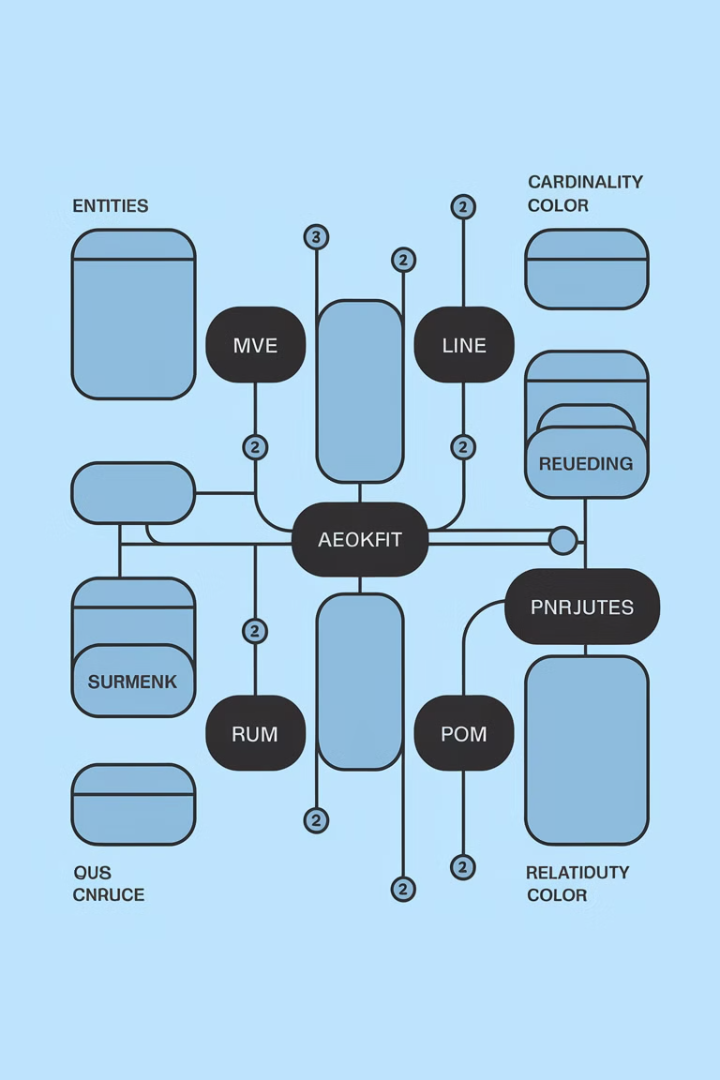 CARDINALITY
COLOR
ENTITIES
2
3
2
MVE
LINE
2
2
REUEDING
AEOKFIT
PNRJUTES
2
SURMENK
RUM
POM
2
2
2
QUS
CNRUCE
RELATIDUTY
COLOR